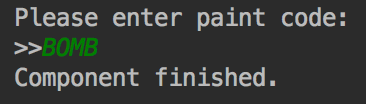 Please enter paint code:
>>BOMB
Component finished.